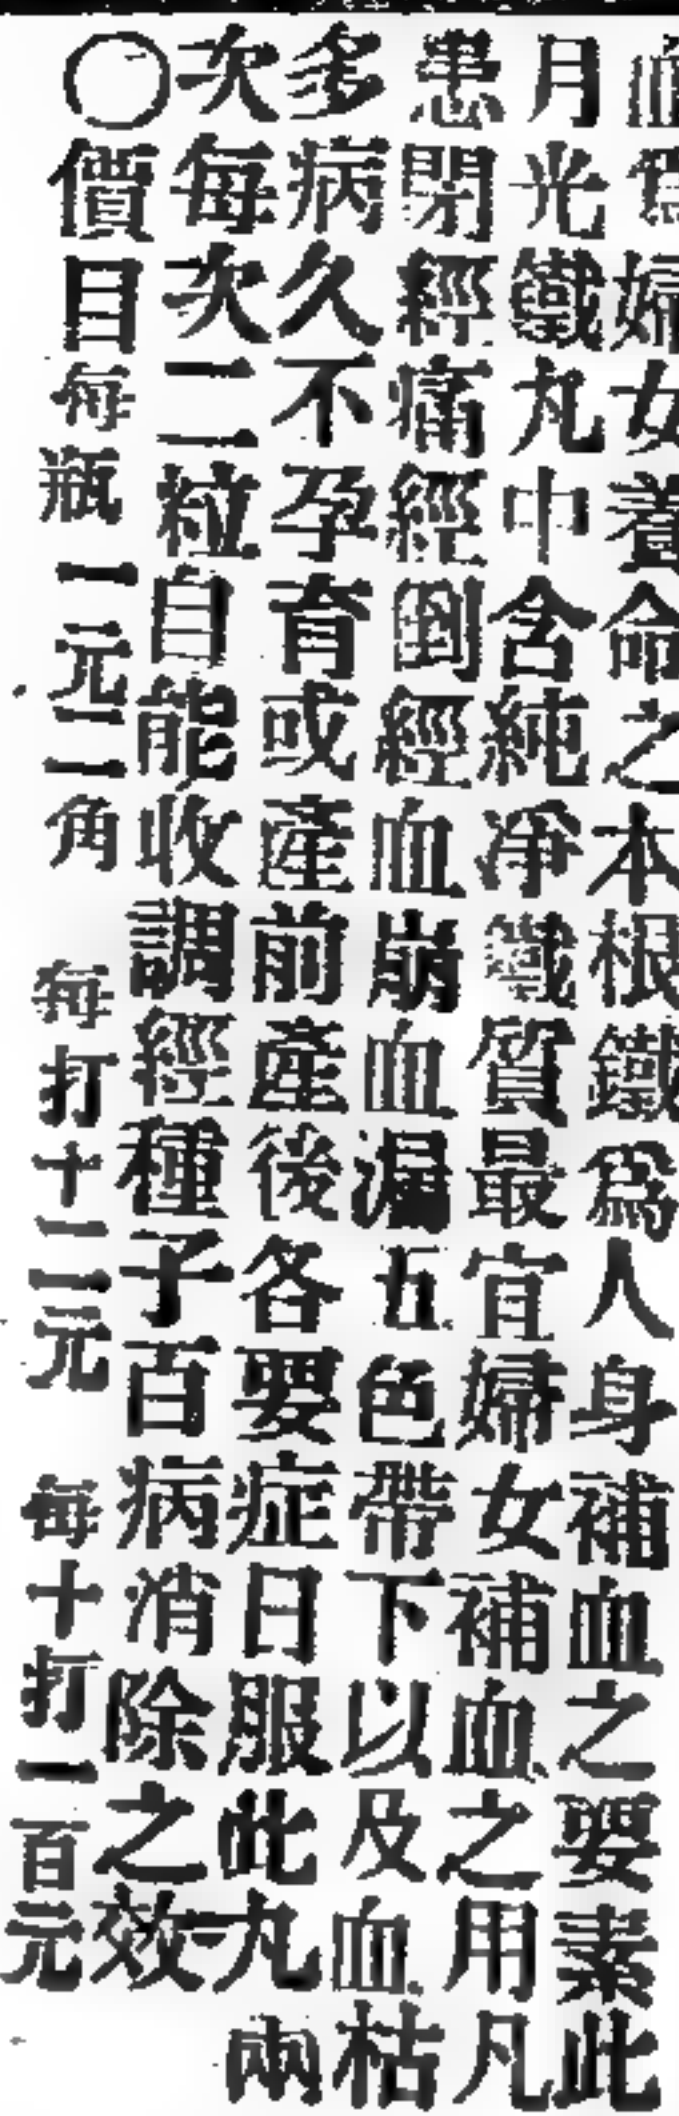 血爲婦女養命之本根鐵爲人身補血之要素此
月光鐵丸中含純淨鐵質最宜婦女補血之用凡
患閉經痛經倒經血崩血漏五色帶下以及血枯
多病久不孕育或產前產後各要症日服此丸兩
次每次二粒自能收調經種子百病消除之效
〇價目每瓶一元二角 每打十二元 每十打一百元